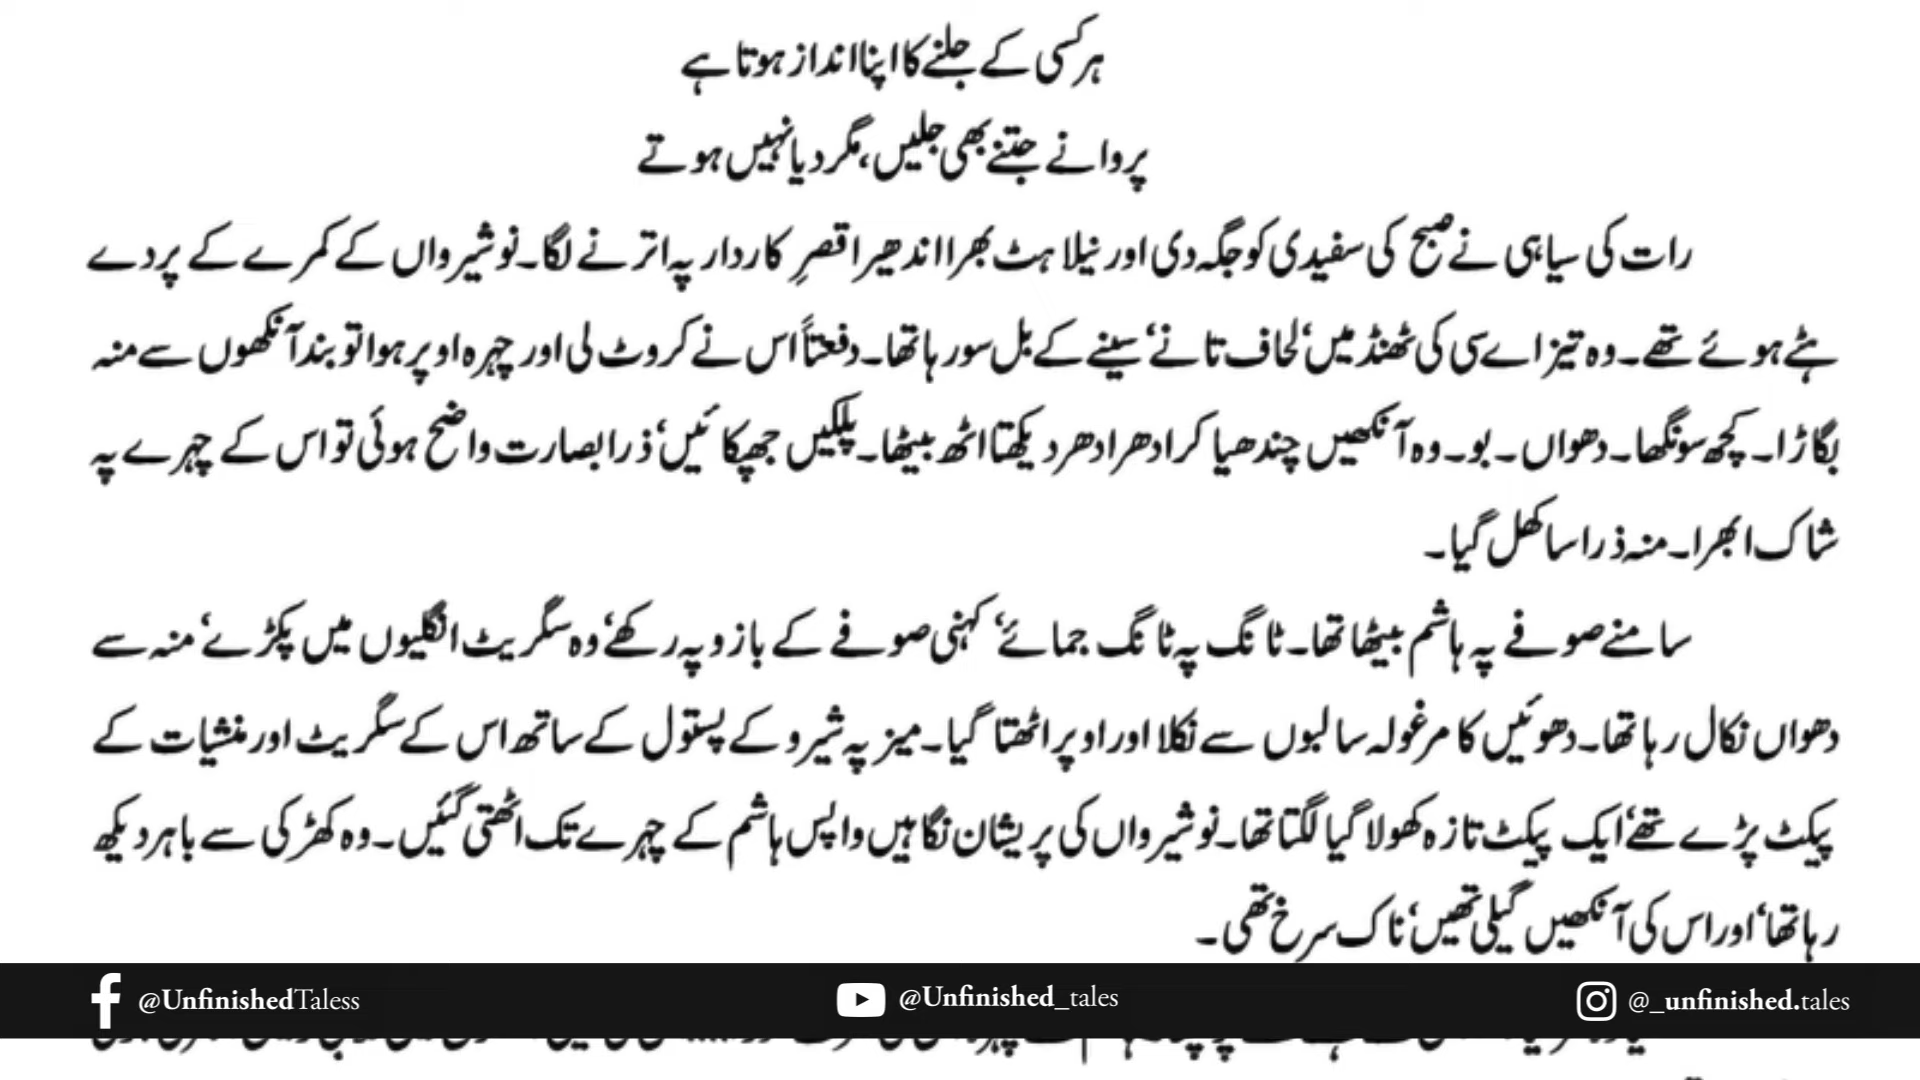 ہر کسی کے جلنے کا اپنا انداز ہوتا ہے
پروانے جتنے بھی جلیں، مگر دیا نہیں ہوتے
رات کی سیاہی نے صبح کی سفیدی کو جگہ دی اور نیلاہٹ بھرا اندھیرا قصرِ کاردار پہ اترنے لگا۔ نوشیرواں کے کمرے کے پردے
ہٹے ہوئے تھے۔ وہ تیز اے سی کی ٹھنڈ میں‘ لحاف تانے‘ سینے کے بل سو رہا تھا۔ دفعتاً اس نے کروٹ لی اور چہرہ اوپر ہوا تو بند آنکھوں سے منہ
بگاڑا۔ کچھ سونگھا۔ دھواں۔ بو۔ وہ آنکھیں چندھیا کر ادھر ادھر دیکھتا اٹھ بیٹھا۔ پلکیں جھپکائیں‘ ذرا بصارت واضح ہوئی تو اس کے چہرے پہ
شاک ابھرا۔ منہ ذرا سا کھل گیا۔
سامنے صوفے پہ ہاشم بیٹھا تھا۔ ٹانگ پہ ٹانگ جمائے‘ کہنی صوفے کے بازو پہ رکھے‘ وہ سگریٹ انگلیوں میں پکڑے‘ منہ سے
دھواں نکال رہا تھا۔ دھوئیں کا مرغولہ سا لبوں سے نکلا اور اوپر اٹھتا گیا۔ میز پہ شیرو کے پستول کے ساتھ اس کے سگریٹ اور منشیات کے
پیکٹ پڑے تھے‘ ایک پیکٹ تازہ کھولا گیا لگتا تھا۔ نوشیرواں کی پریشان نگاہیں واپس ہاشم کے چہرے تک اٹھتی گئیں۔ وہ کھڑکی سے باہر دیکھ
رہا تھا‘ اور اس کی آنکھیں گیلی تھیں‘ ناک سرخ تھی۔
@UnfinishedTaless
@Unfinished_tales
@_unfinished.tales